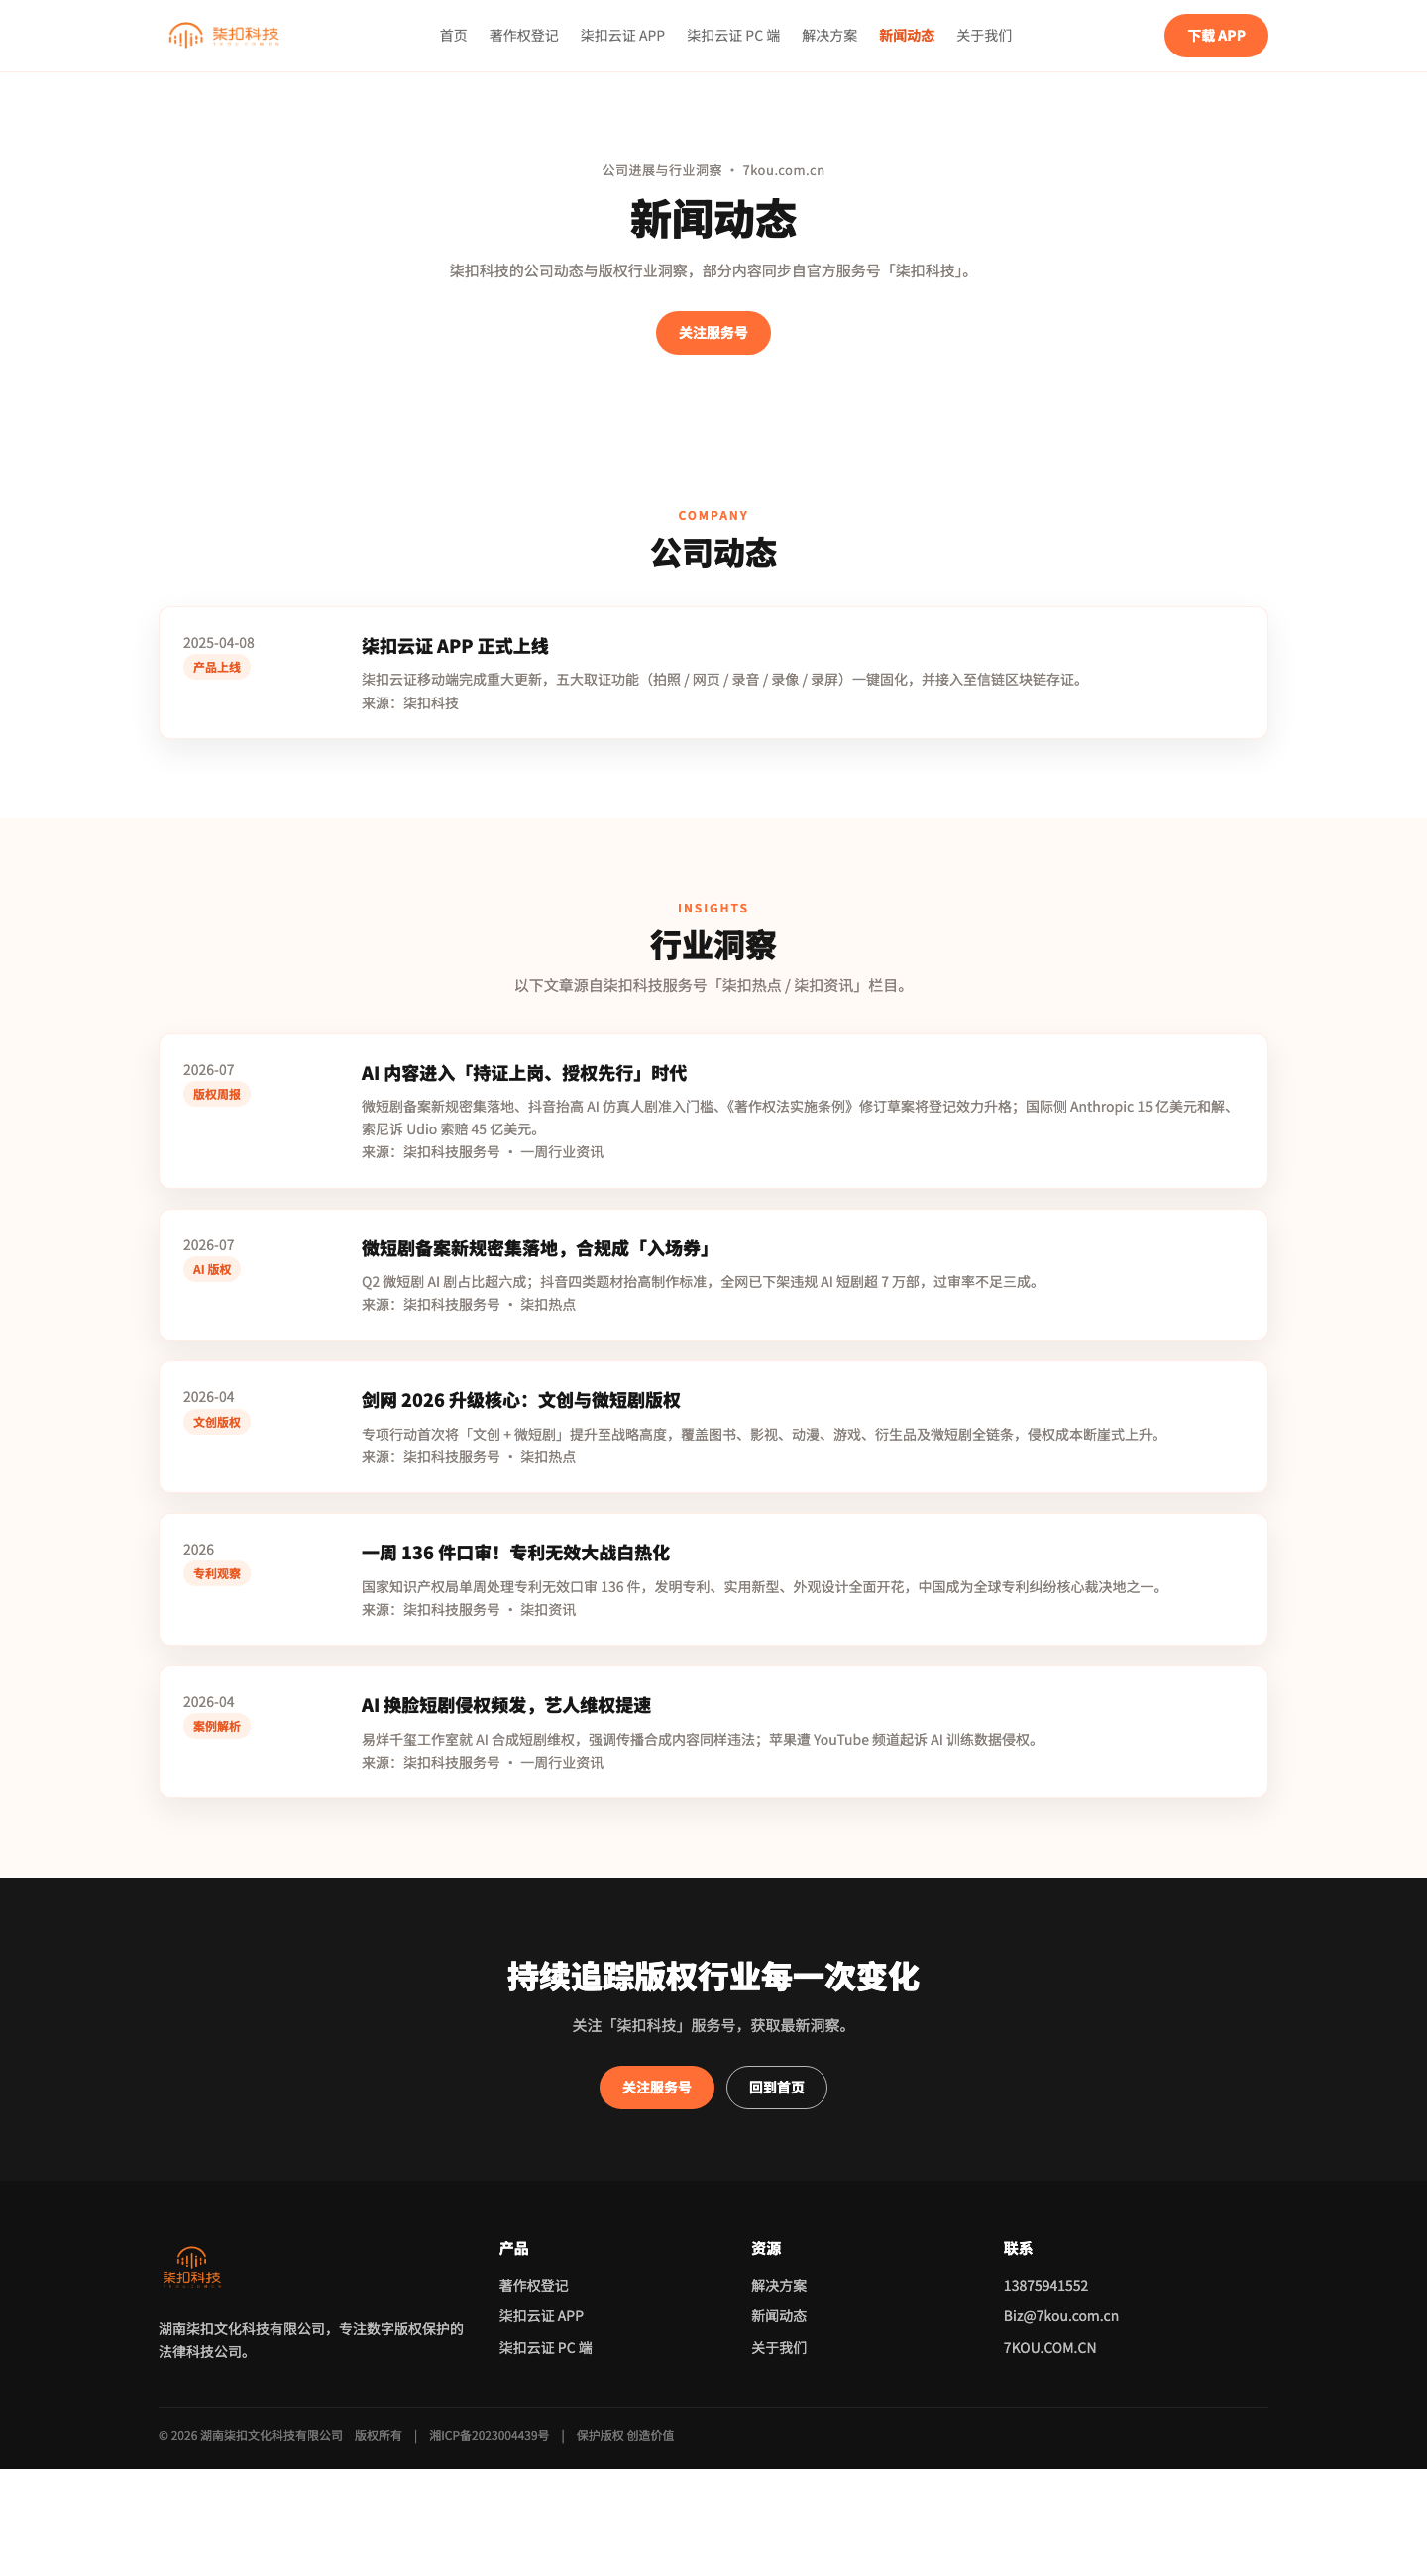 柒扣科技
首页
著作权登记
柒扣云证 APP
柒扣云证 PC 端
解决方案
新闻动态
关于我们
下载 APP
公司进展与行业洞察 · 7kou.com.cn
新闻动态
柒扣科技的公司动态与版权行业洞察，部分内容同步自官方服务号「柒扣科技」。
关注服务号
COMPANY
公司动态
2025-04-08
产品上线
柒扣云证 APP 正式上线
柒扣云证移动端完成重大更新，五大取证功能（拍照 / 网页 / 录音 / 录像 / 录屏）一键固化，并接入至信链区块链存证。
来源：柒扣科技
INSIGHTS
行业洞察
以下文章源自柒扣科技服务号「柒扣热点 / 柒扣资讯」栏目。
2026-07
版权周报
AI 内容进入「持证上岗、授权先行」时代
微短剧备案新规密集落地、抖音抬高 AI 仿真人剧准入门槛、《著作权法实施条例》修订草案将登记效力升格；国际侧 Anthropic 15 亿美元和解、
索尼诉 Udio 索赔 45 亿美元。
来源：柒扣科技服务号 · 一周行业资讯
2026-07
AI 版权
微短剧备案新规密集落地，合规成「入场券」
Q2 微短剧 AI 剧占比超六成；抖音四类题材抬高制作标准，全网已下架违规 AI 短剧超 7 万部，过审率不足三成。
来源：柒扣科技服务号 · 柒扣热点
2026-04
文创版权
剑网 2026 升级核心：文创与微短剧版权
专项行动首次将「文创 + 微短剧」提升至战略高度，覆盖图书、影视、动漫、游戏、衍生品及微短剧全链条，侵权成本断崖式上升。
来源：柒扣科技服务号 · 柒扣热点
2026
专利观察
一周 136 件口审！专利无效大战白热化
国家知识产权局单周处理专利无效口审 136 件，发明专利、实用新型、外观设计全面开花，中国成为全球专利纠纷核心裁决地之一。
来源：柒扣科技服务号 · 柒扣资讯
2026-04
案例解析
AI 换脸短剧侵权频发，艺人维权提速
易烊千玺工作室就 AI 合成短剧维权，强调传播合成内容同样违法；苹果遭 YouTube 频道起诉 AI 训练数据侵权。
来源：柒扣科技服务号 · 一周行业资讯
持续追踪版权行业每一次变化
关注「柒扣科技」服务号，获取最新洞察。
关注服务号
回到首页
柒扣科技
湖南柒扣文化科技有限公司，专注数字版权保护的
法律科技公司。
产品
著作权登记
柒扣云证 APP
柒扣云证 PC 端
资源
解决方案
新闻动态
关于我们
联系
13875941552
Biz@7kou.com.cn
7KOU.COM.CN
© 2026 湖南柒扣文化科技有限公司 版权所有 | 湘ICP备2023004439号 | 保护版权 创造价值